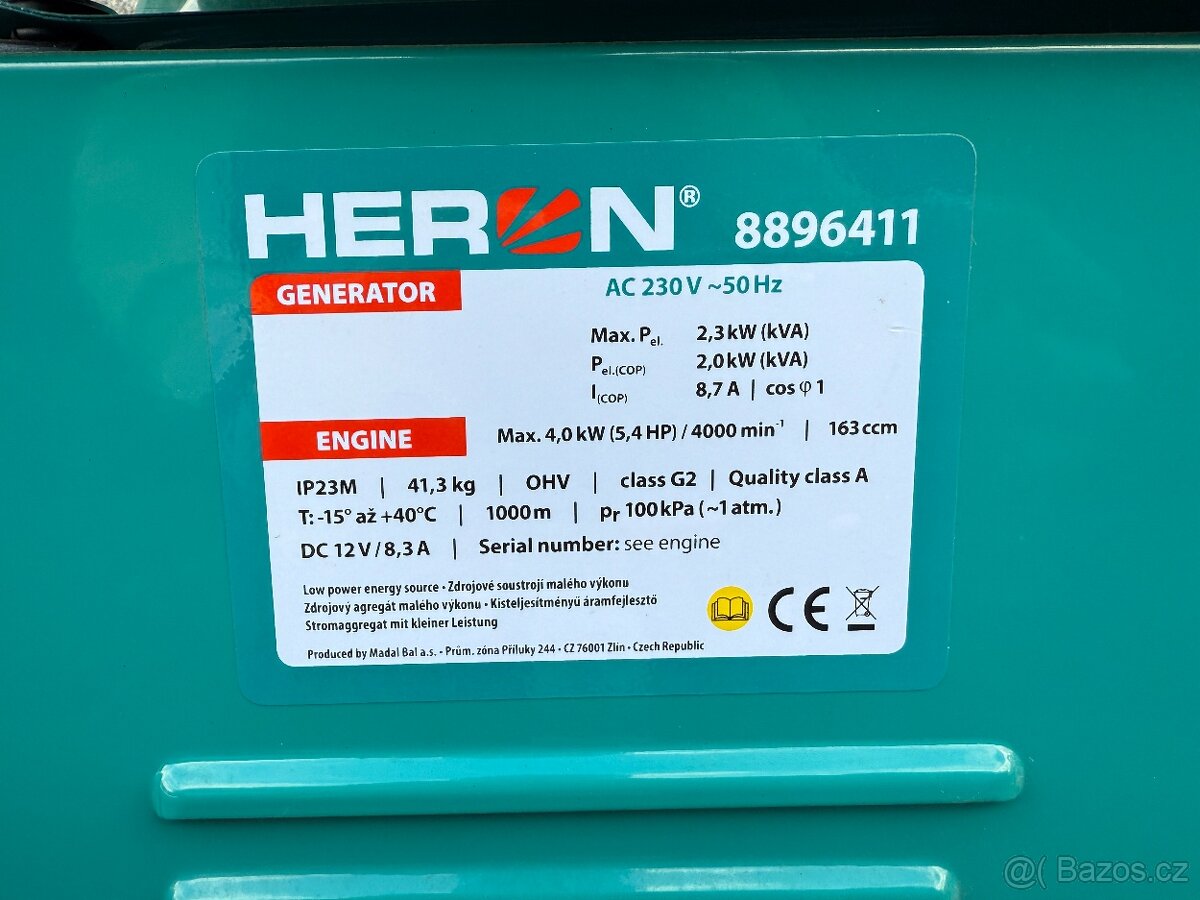 HERON® 8896411
GENERATOR
AC 230 V ~50 Hz
Max. Pel. 2,3 kW (kVA)
Pel.(COP) 2,0 kW (kVA)
I(COP) 8,7 A | cos φ 1
ENGINE
Max. 4,0 kW (5,4 HP) / 4000 min-1 | 163 ccm
IP23M | 41,3 kg | OHV | class G2 | Quality class A
T: -15° až +40°C | 1000 m | pr 100 kPa (~1 atm.)
DC 12 V / 8,3 A | Serial number: see engine
Low power energy source • Zdrojové soustrojí malého výkonu
Zdrojový agregát malého výkonu • Kisteljesítményü áramfejlesztö
Stromaggregat mit kleiner Leistung
CE
Produced by Madal Bal a.s. • Prům. zóna Příluky 244 • CZ 76001 Zlín • Czech Republic
@( Bazos.cz